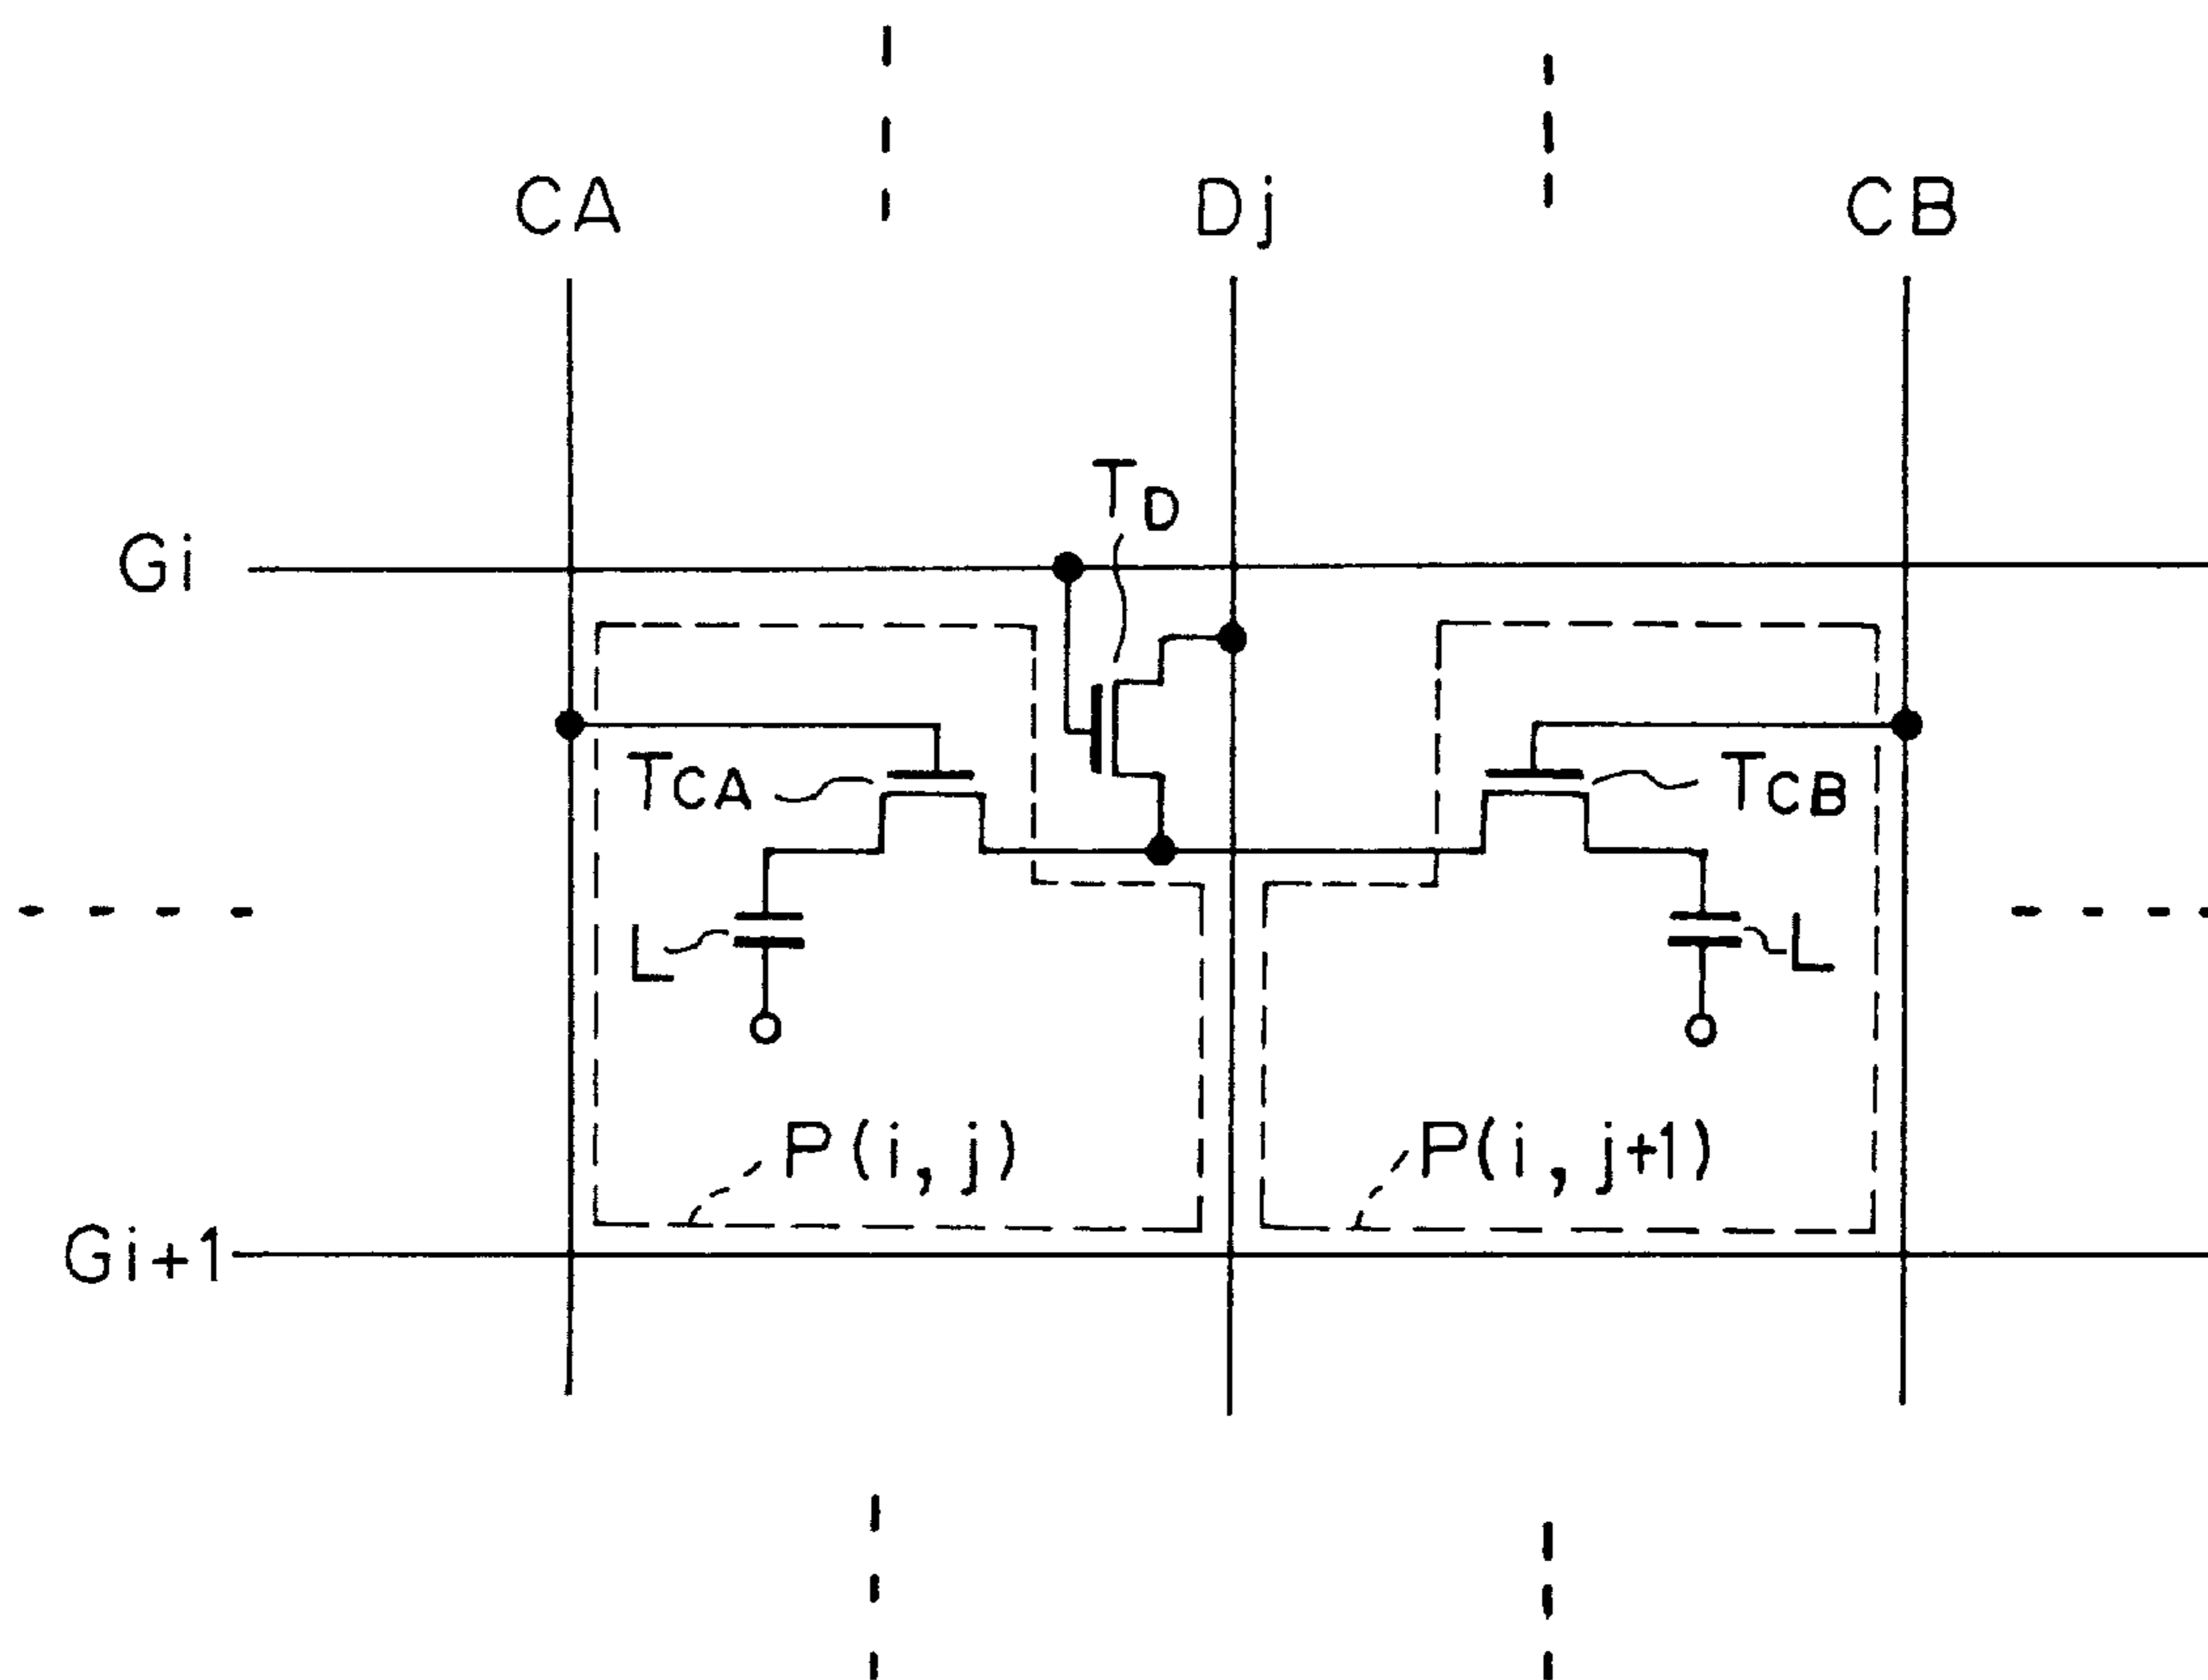 CA
Dj
CB
TD
Gi
TCA
TCB
L
L
P(i, j)
P(i, j+1)
Gi+1